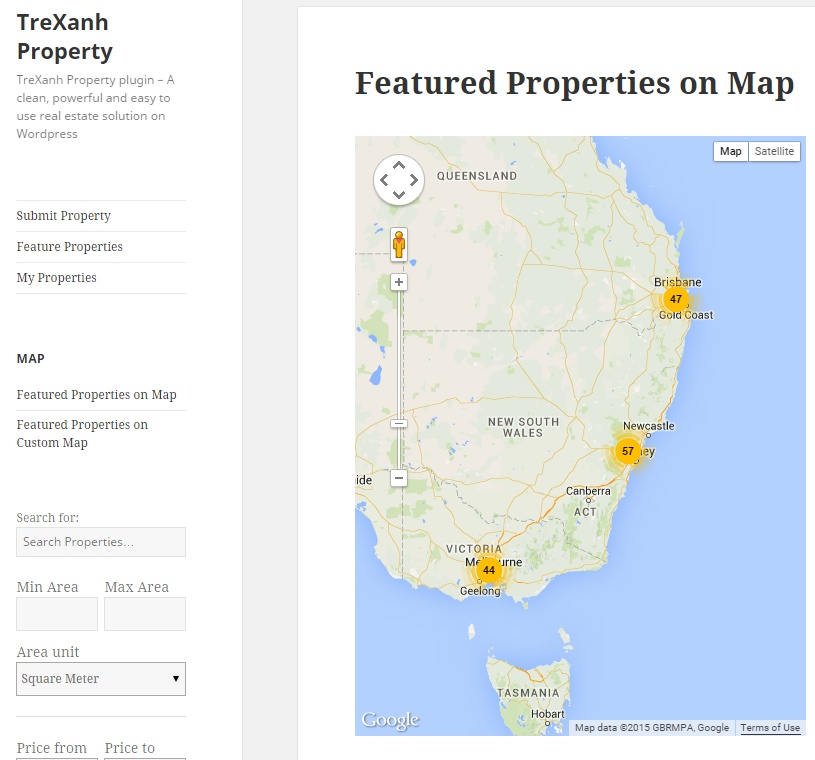 TreXanh
Property
TreXanh Property plugin – A
clean, powerful and easy to
use real estate solution on
Wordpress
Submit Property
Feature Properties
My Properties
MAP
Featured Properties on Map
Featured Properties on
Custom Map
Search for:
Search Properties...
Min Area
Max Area
Area unit
Square Meter
Price from
Price to
Featured Properties on Map
Map
Satellite
QUEENSLAND
Brisbane
47
Gold Coast
NEW SOUTH
WALES
Newcastle
57
ey
ide
Canberra
ACT
VICTORIA
Me urne
44
Geelong
TASMANIA
Hobart
Google
Map data ©2015 GBRMPA, Google
Terms of Use